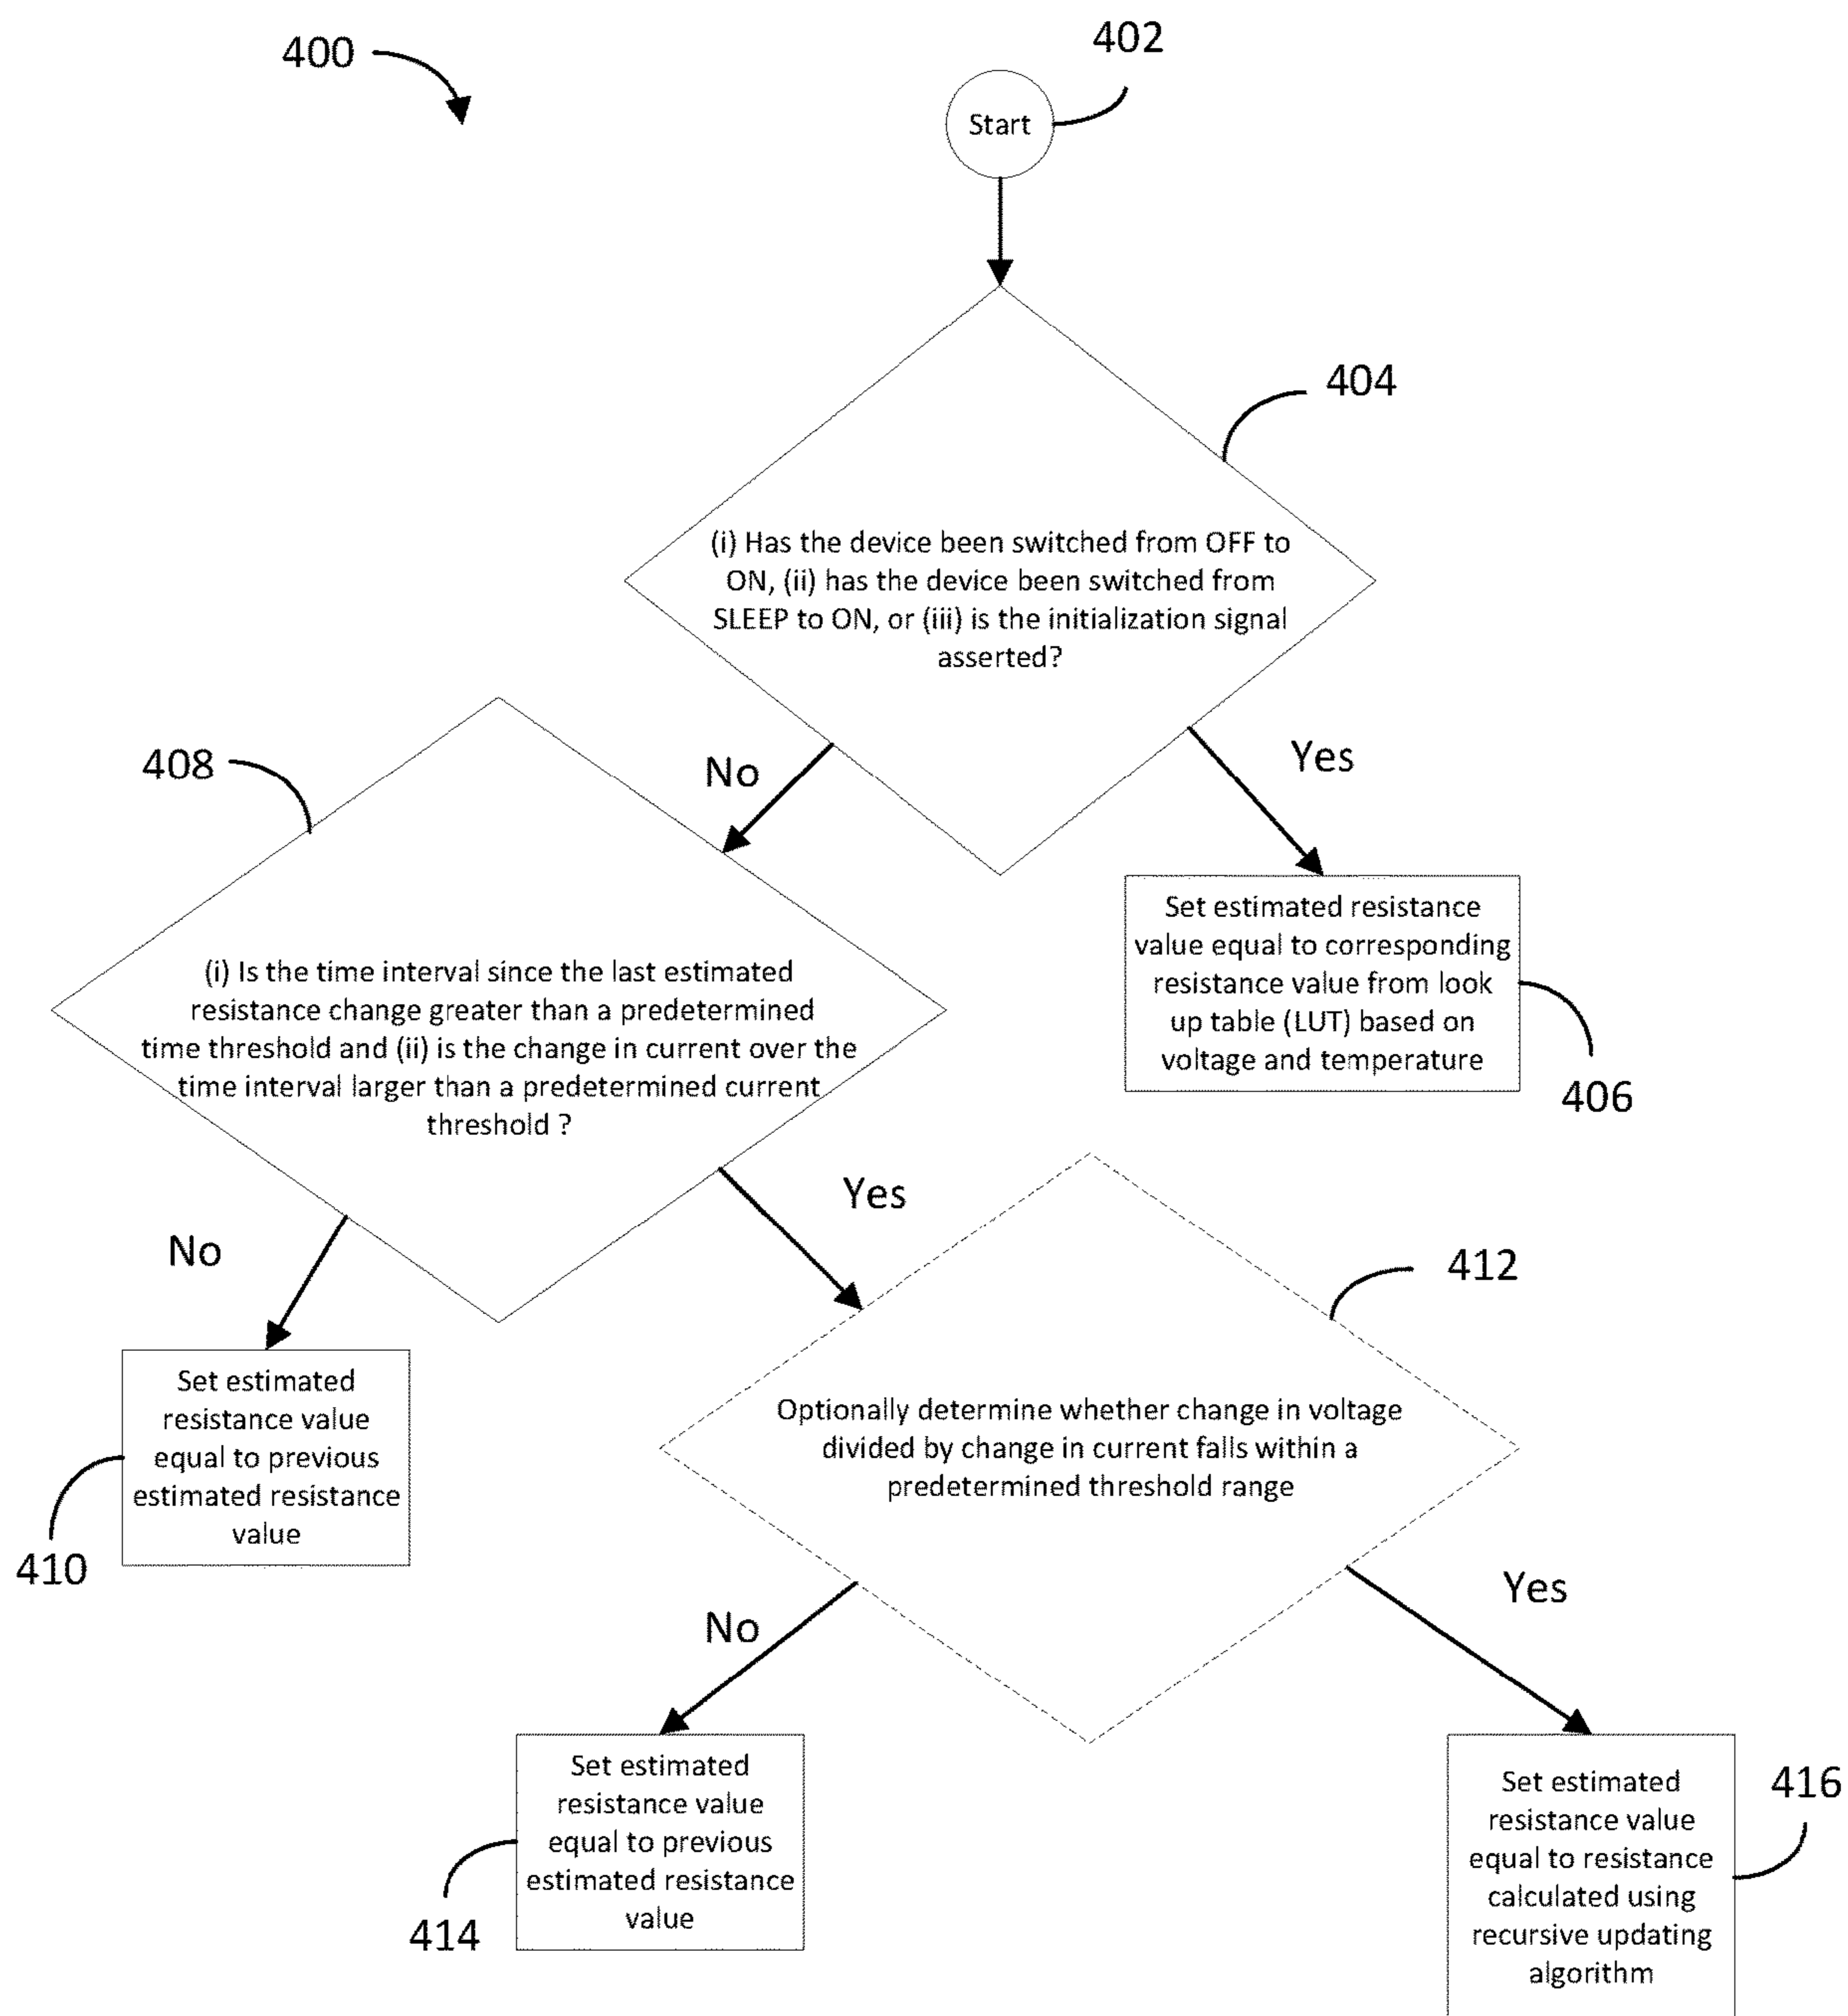 400
402
Start
404
(i) Has the device been switched from OFF to
ON, (ii) has the device been switched from
SLEEP to ON, or (iii) is the initialization signal
asserted?
408
No
Yes
Set estimated resistance
value equal to corresponding
resistance value from look
up table (LUT) based on
voltage and temperature
406
(i) Is the time interval since the last estimated
resistance change greater than a predetermined
time threshold and (ii) is the change in current over the
time interval larger than a predetermined current
threshold ?
No
Yes
412
Set estimated
resistance value
equal to previous
estimated resistance
value
410
Optionally determine whether change in voltage
divided by change in current falls within a
predetermined threshold range
No
Yes
Set estimated
resistance value
equal to previous
estimated resistance
value
414
Set estimated
resistance value
equal to resistance
calculated using
recursive updating
algorithm
416